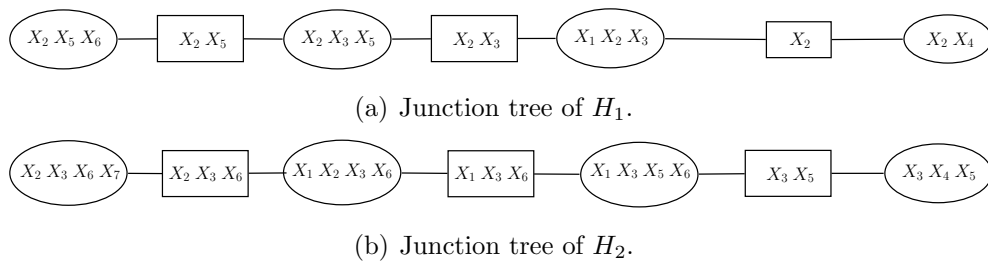 X₂ X₅ X₆ X₂ X₅ X₂ X₃ X₅ X₂ X₃ X₁ X₂ X₃ X₂ X₂ X₄
(a) Junction tree of H₁.
X₂ X₃ X₆ X₇ X₂ X₃ X₆ X₁ X₂ X₃ X₆ X₁ X₃ X₆ X₁ X₃ X₅ X₆ X₃ X₅ X₃ X₄ X₅
(b) Junction tree of H₂.